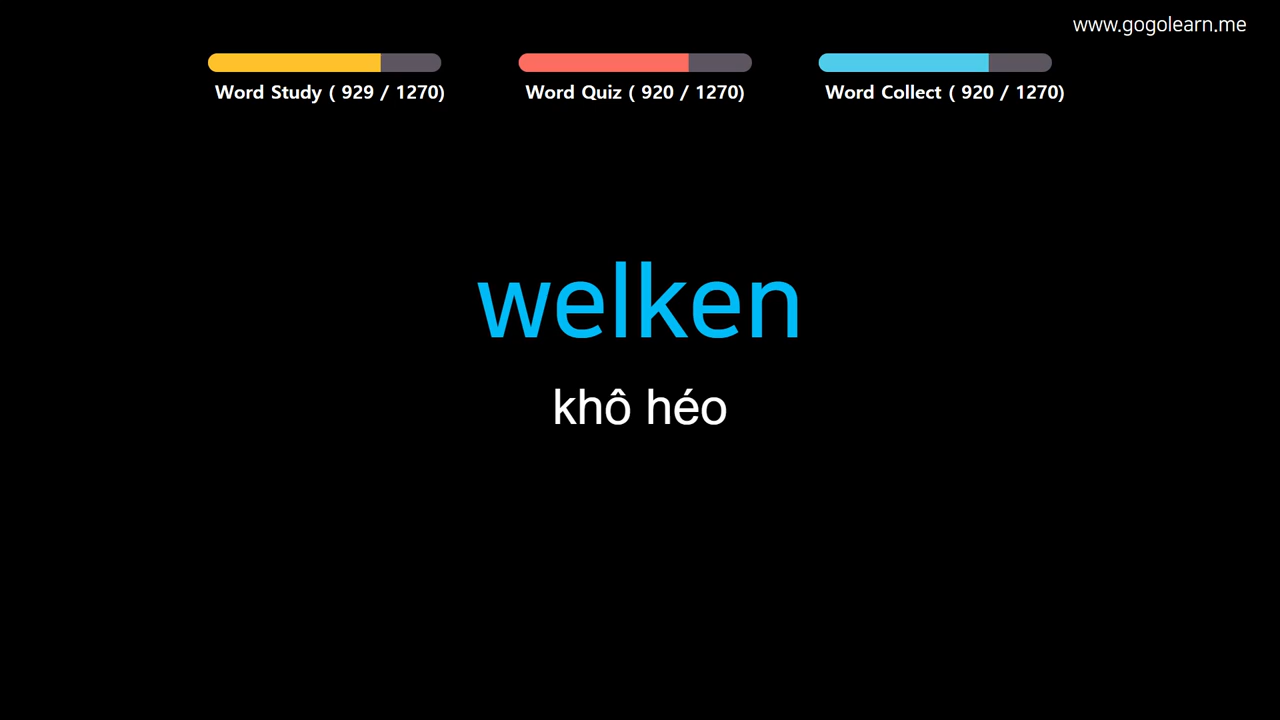 www.gogolearn.me
Word Study ( 929 / 1270)
Word Quiz ( 920 / 1270)
Word Collect ( 920 / 1270)
welken
khô héo